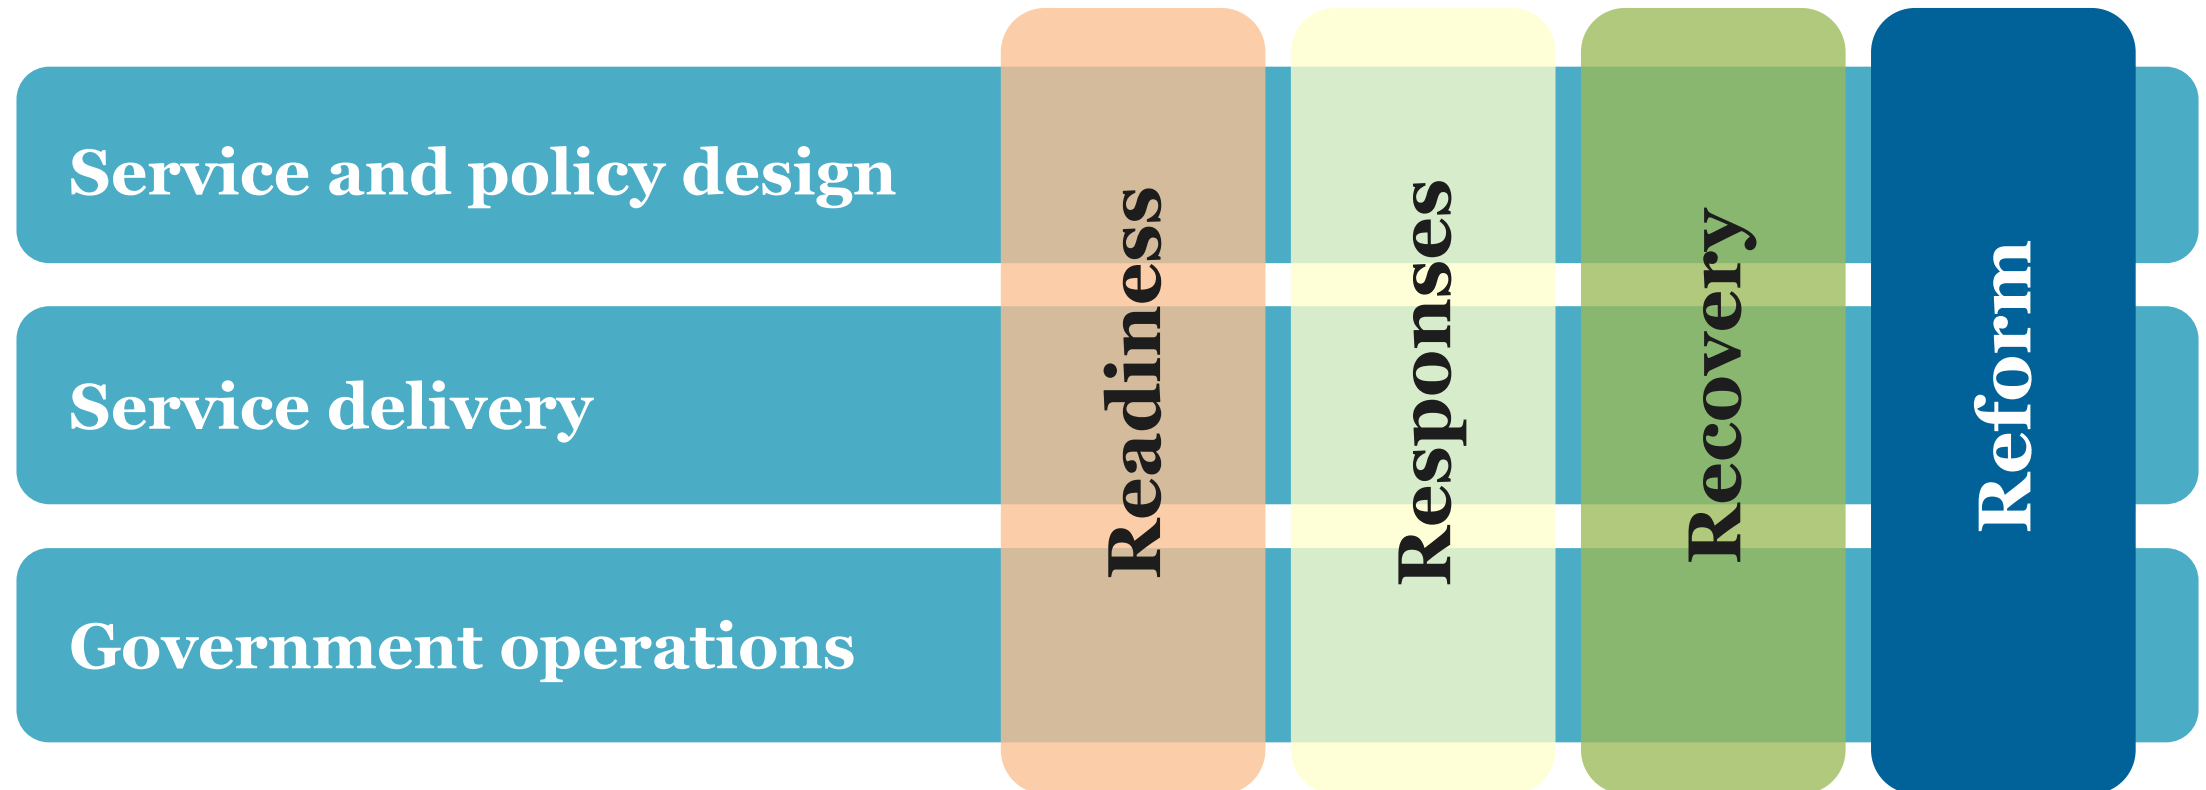 Service and policy design
Service delivery
Government operations
Readiness
Responses
Recovery
Reform